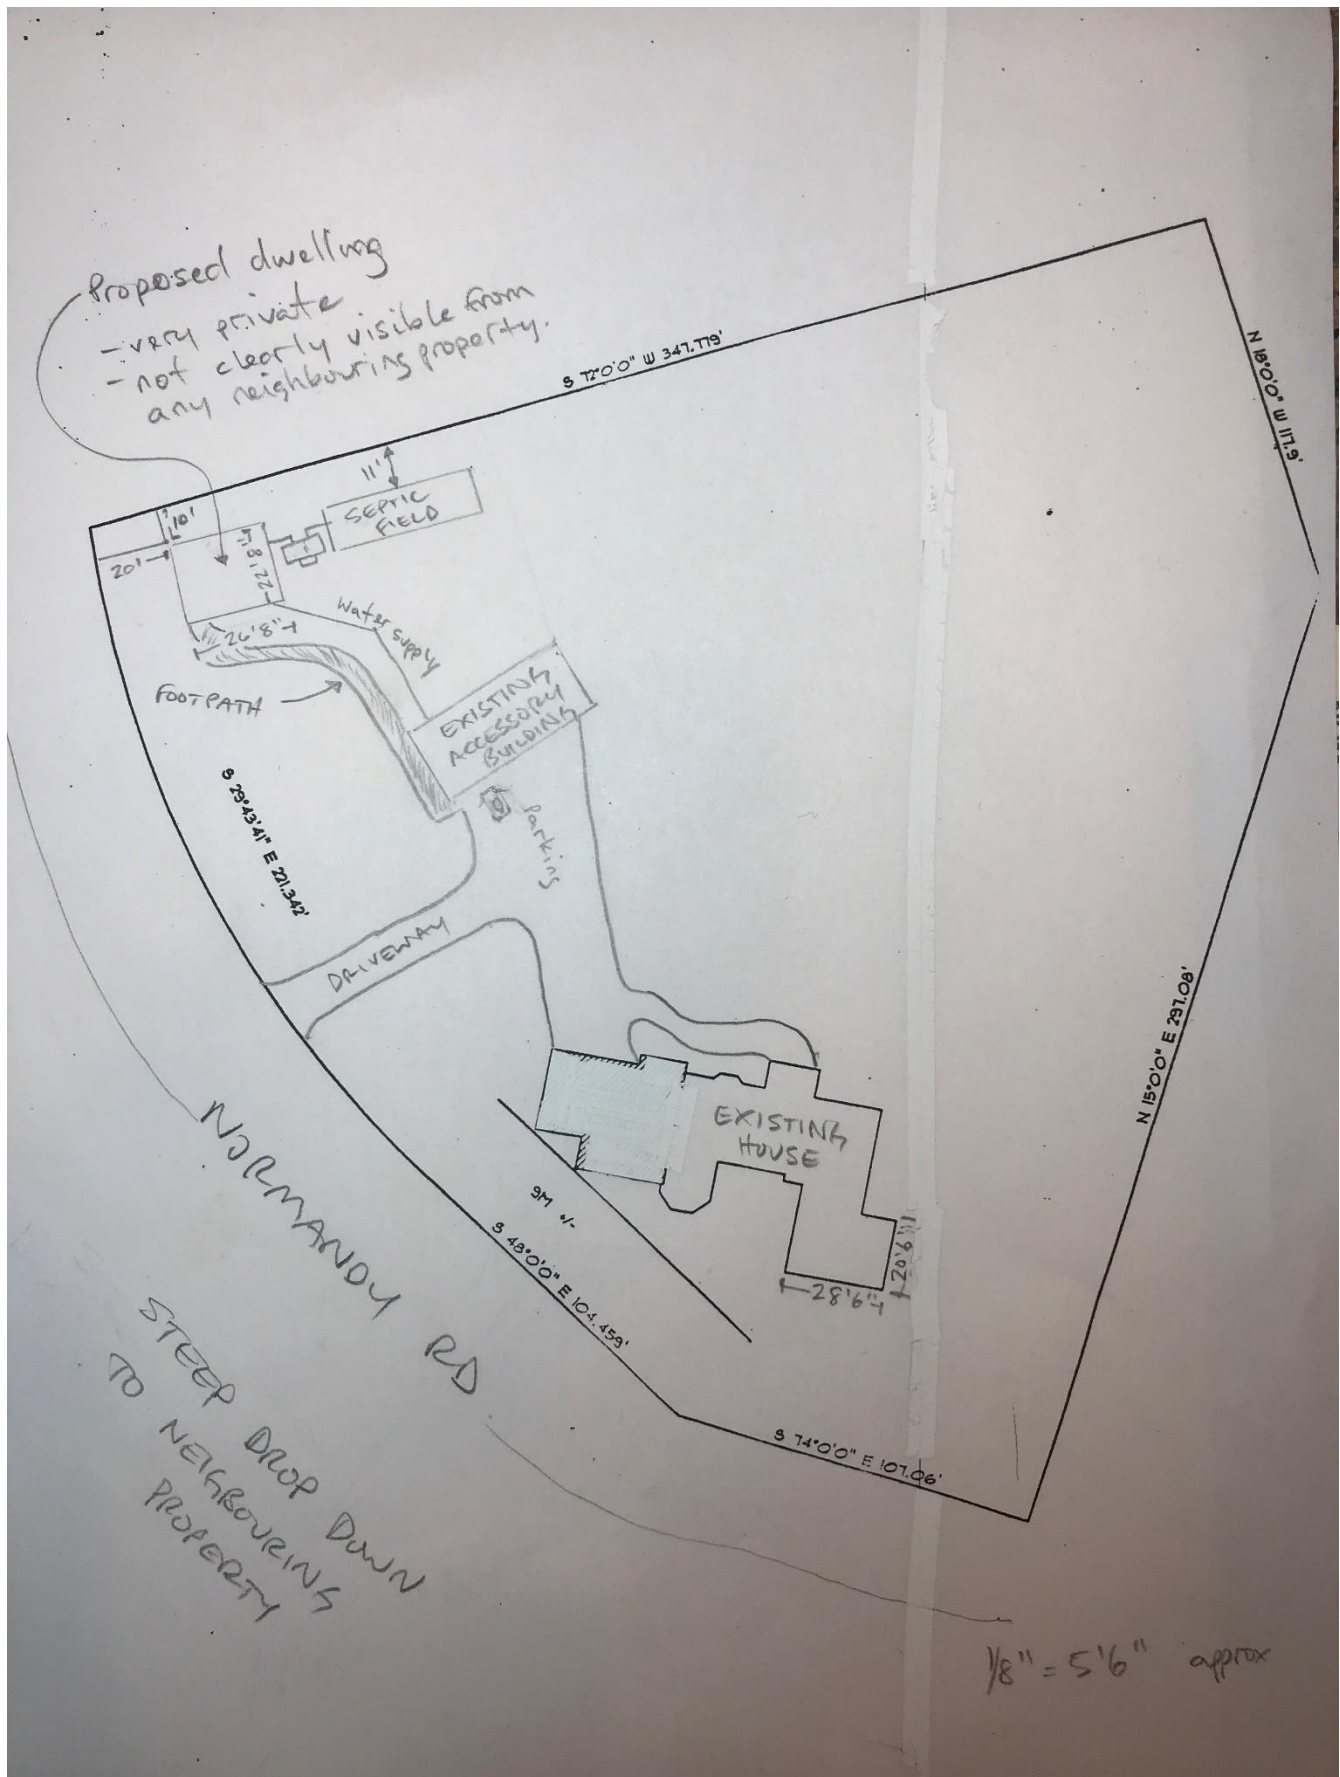 Proposed dwelling
- very private
- not clearly visible from
any neighbouring property.
S 72°0'0" W 347.779'
N 18°0'0" W 117.9'
11'
SEPTIC
FIELD
10'
20'
22'8"
26'8"
Water supply
FOOTPATH
EXISTING
ACCESSORY
BUILDING
Parking
S 29°43'41" E 221.342'
DRIVEWAY
N 15°0'0" E 297.08'
EXISTING
HOUSE
9M +/-
S 48°0'0" E 104.459'
28'6"
20'6"
NORMANDY RD
S 74°0'0" E 107.06'
STEEP DROP DOWN
TO NEIGBOURING
PROPERTY
1/8" = 5'6" approx